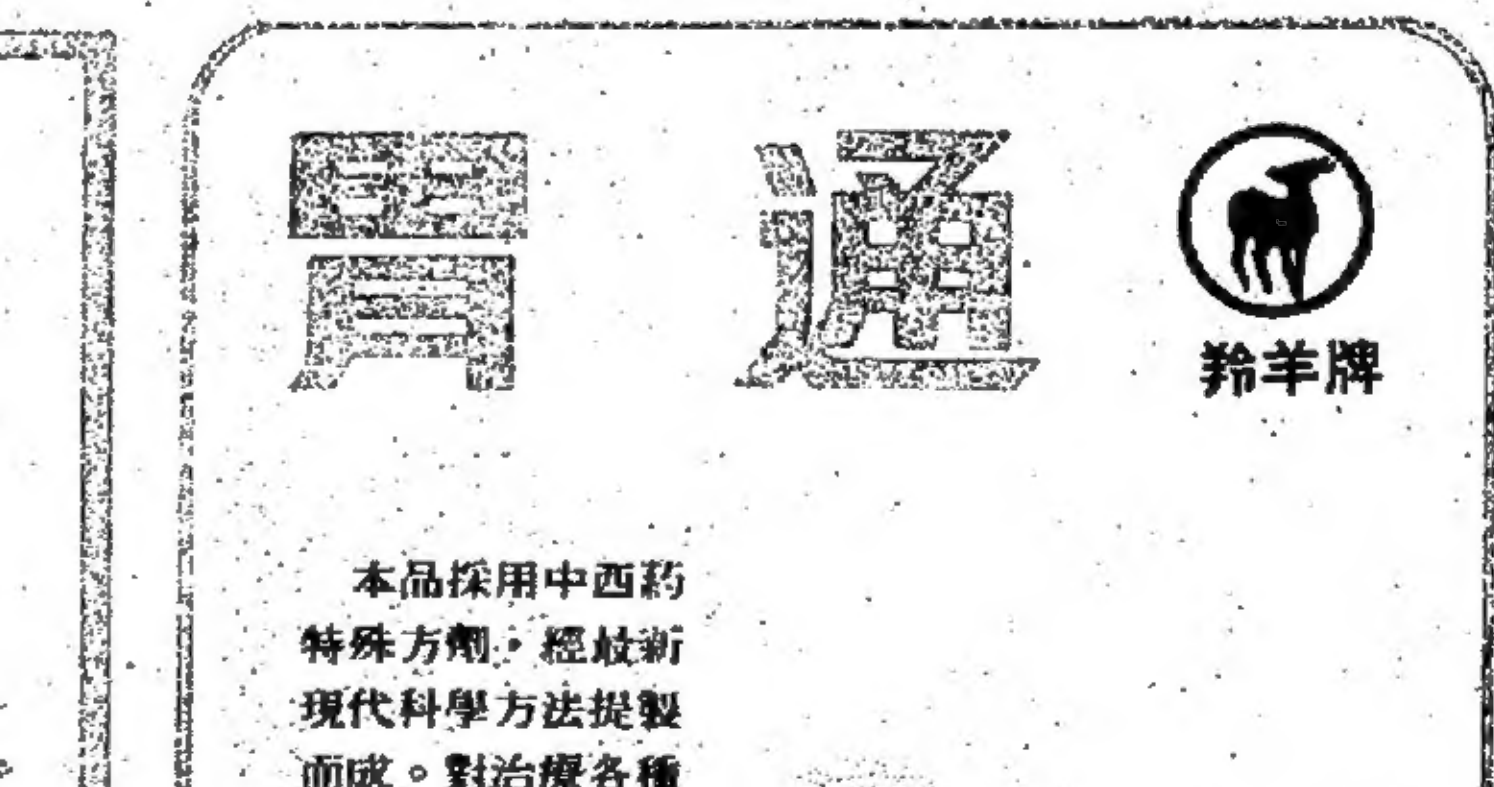 胃 通
羚羊牌
本品採用中西葯
特殊方劑，經最新
現代科學方法提製
而成。對治療各種